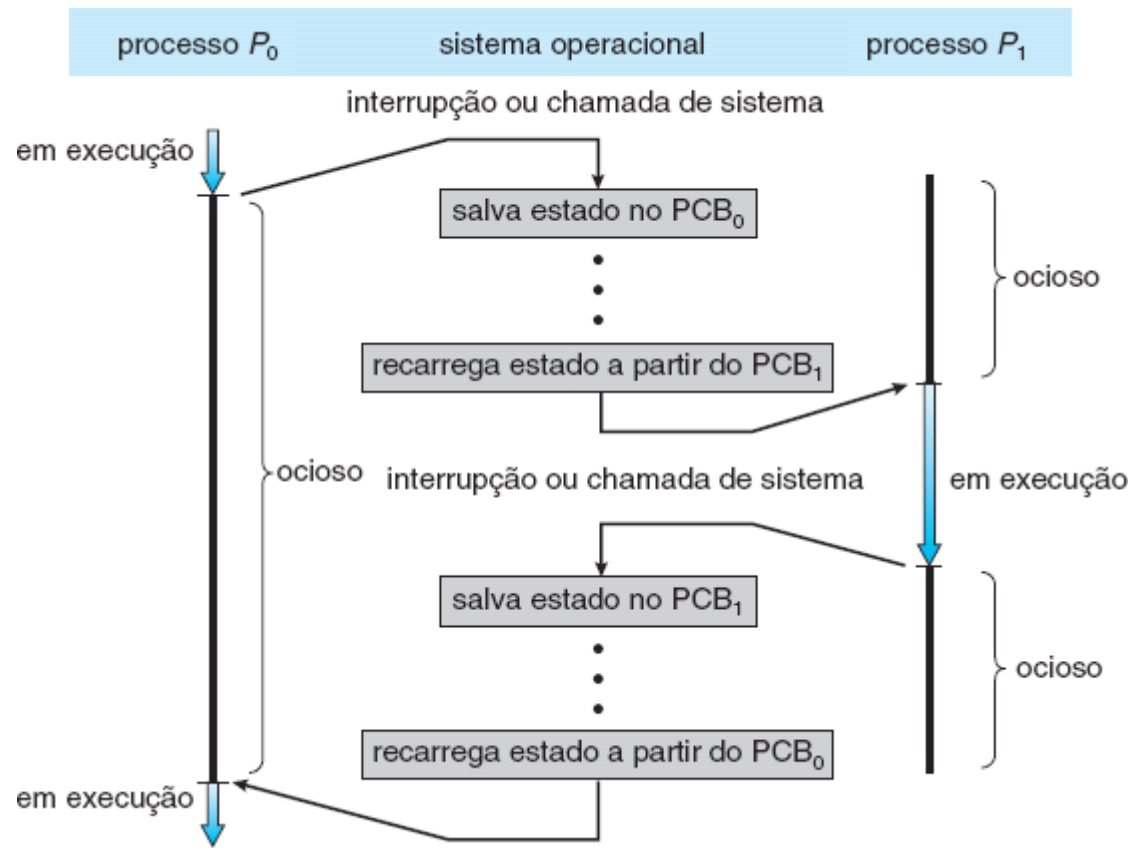 processo P0 sistema operacional processo P1
interrupção ou chamada de sistema
em execução
salva estado no PCB0
ocioso
recarrega estado a partir do PCB1
ocioso
interrupção ou chamada de sistema
em execução
salva estado no PCB1
ocioso
recarrega estado a partir do PCB0
em execução